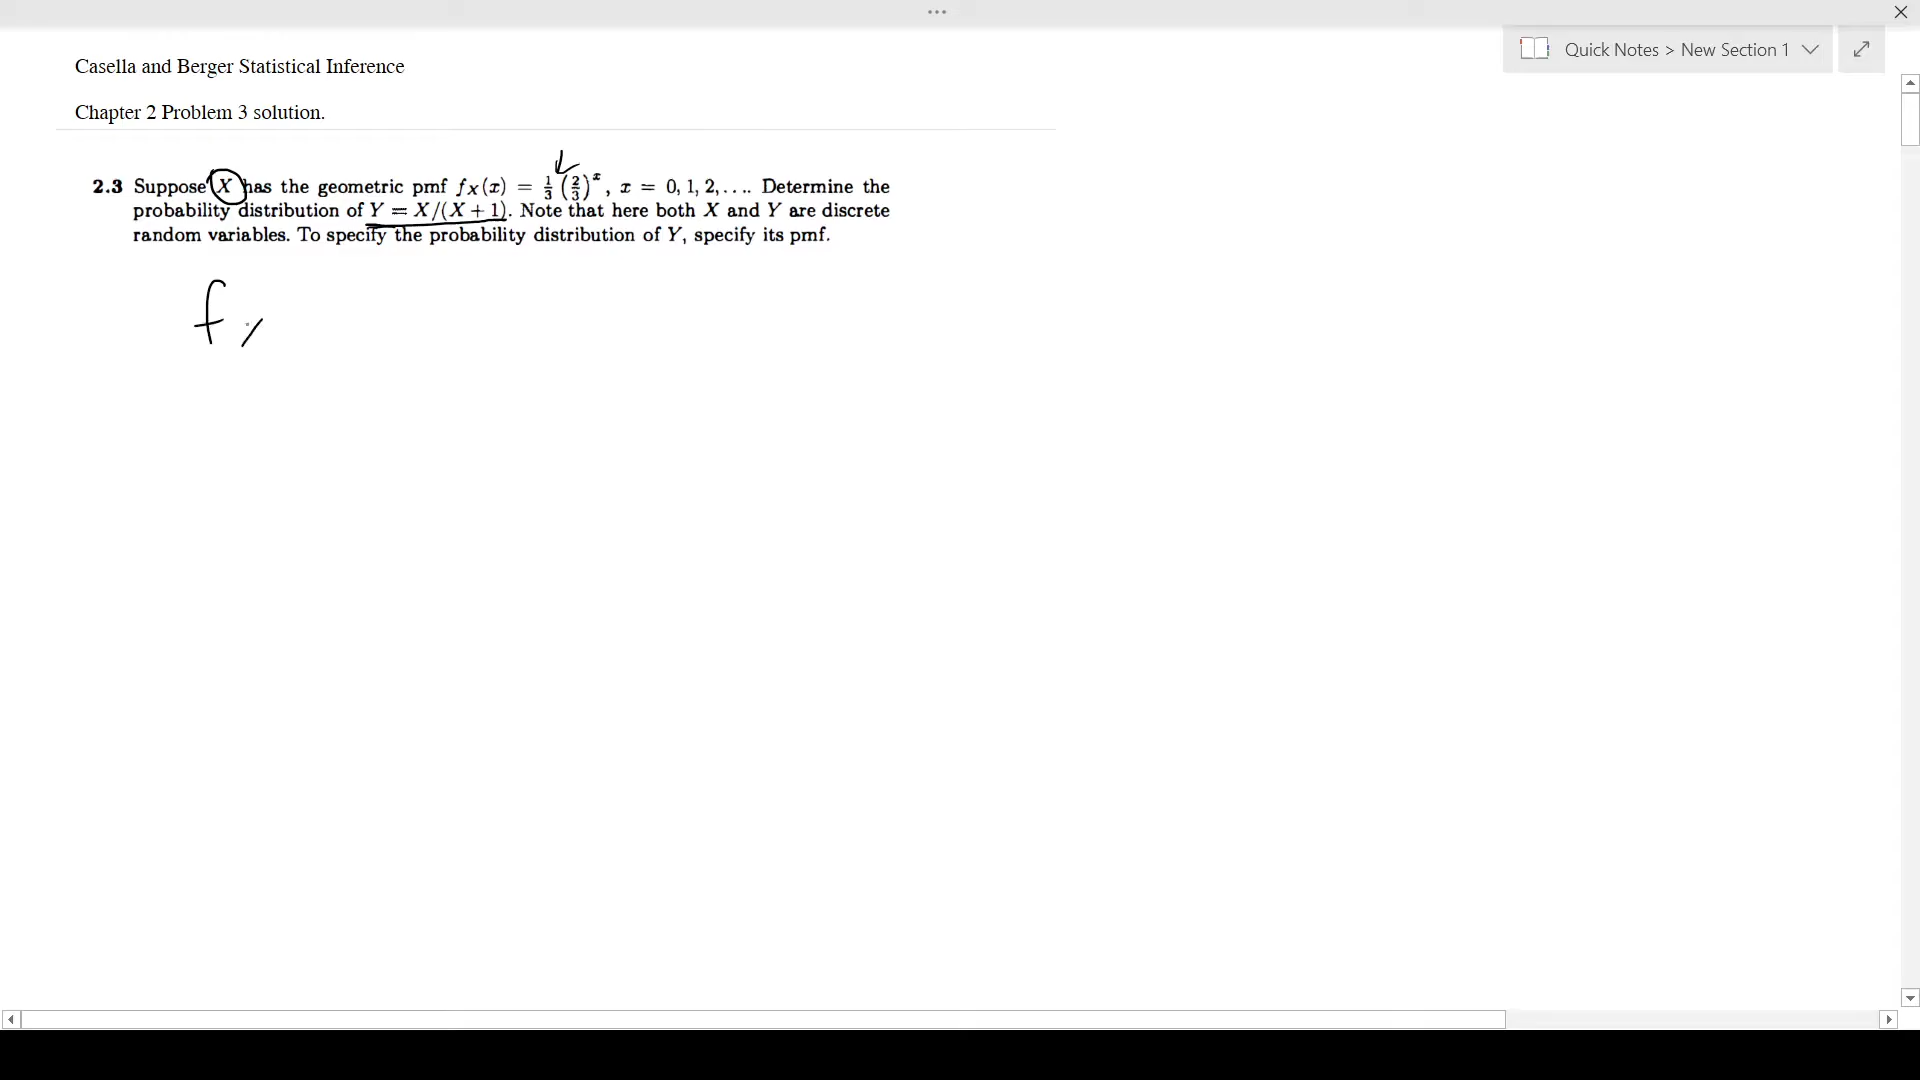 Quick Notes > New Section 1
Casella and Berger Statistical Inference
Chapter 2 Problem 3 solution.
2.3 Suppose X has the geometric pmf f_X(x) = 1/3 (2/3)^x, x = 0, 1, 2, .... Determine the
probability distribution of Y = X/(X + 1). Note that here both X and Y are discrete
random variables. To specify the probability distribution of Y, specify its pmf.
f